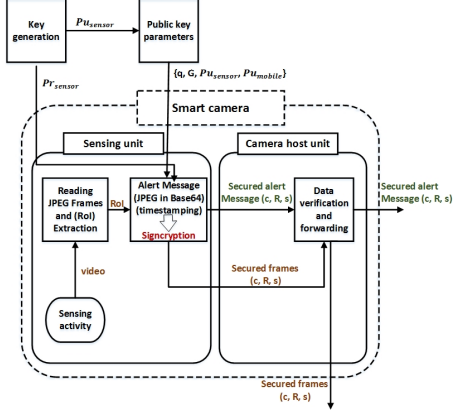 Key
generation
Pu_sensor
Public key
parameters
Pr_sensor
{q, G, Pu_sensor, Pu_mobile}
Smart camera
Sensing unit
Camera host unit
Reading
JPEG Frames
and (RoI)
Extraction
RoI
Alert Message
(JPEG in Base64)
(timestamping)
Signcryption
Secured alert
Message (c, R, s)
Data
verification
and
forwarding
Secured alert
Message (c, R, s)
video
Secured frames
(c, R, s)
Sensing
activity
Secured frames
(c, R, s)